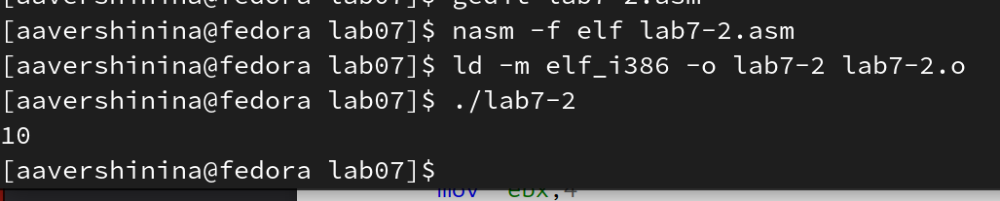 [aavershinina@fedora lab07]$ gedit lab7-2.asm
[aavershinina@fedora lab07]$ nasm -f elf lab7-2.asm
[aavershinina@fedora lab07]$ ld -m elf_i386 -o lab7-2 lab7-2.o
[aavershinina@fedora lab07]$ ./lab7-2
10
[aavershinina@fedora lab07]$
mov ebx,4